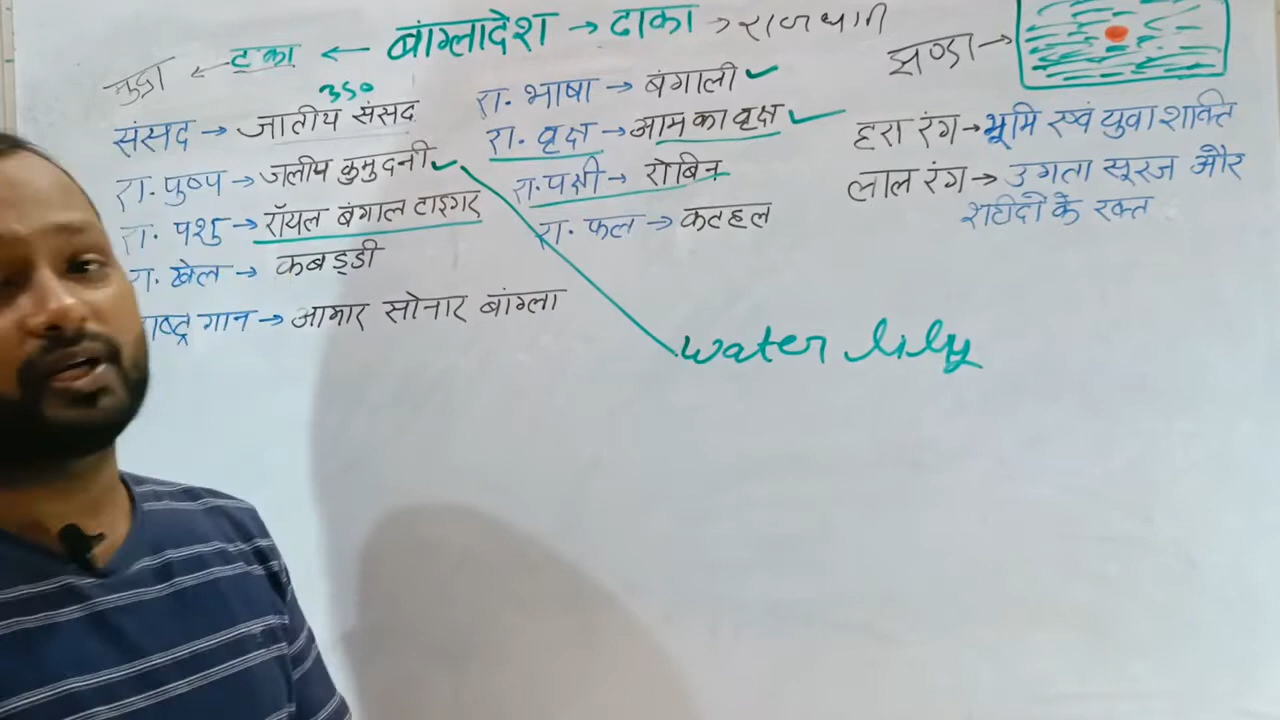 मुद्रा ← टका ← बांग्लादेश → ढाका → राजधानी
झण्डा →
350
संसद → जातीय संसद
रा. पुष्प → जलीय कुमुदनी ✓
रा. पशु → रॉयल बंगाल टाइगर
रा. खेल → कबड्डी
राष्ट्र गान → आमार सोनार बांग्ला
रा. भाषा → बंगाली ✓
रा. वृक्ष → आम का वृक्ष ✓
रा. पक्षी → रोबिन
रा. फल → कटहल
हरा रंग → भूमि एवं युवा शक्ति
लाल रंग → उगता सूरज और
शहीदों के रक्त
water lily